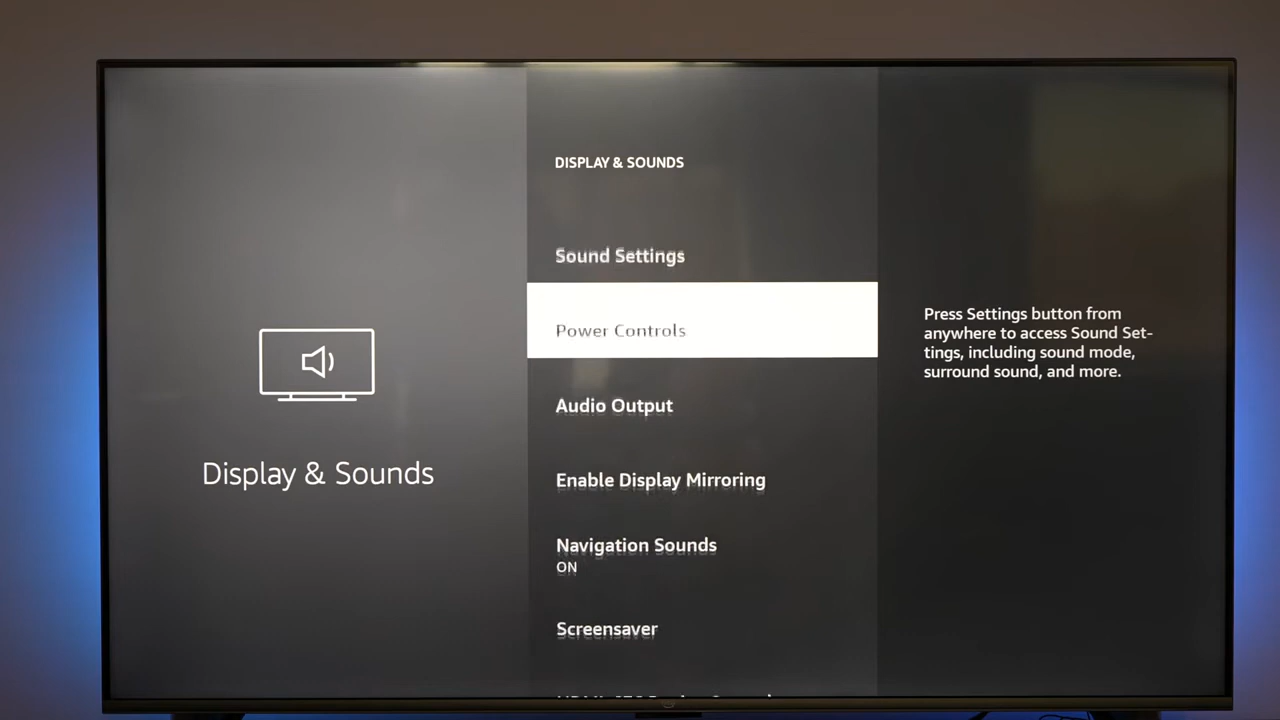 DISPLAY & SOUNDS
Sound Settings
Power Controls
Audio Output
Enable Display Mirroring
Navigation Sounds
ON
Screensaver
Display & Sounds
Press Settings button from
anywhere to access Sound Set-
tings, including sound mode,
surround sound, and more.